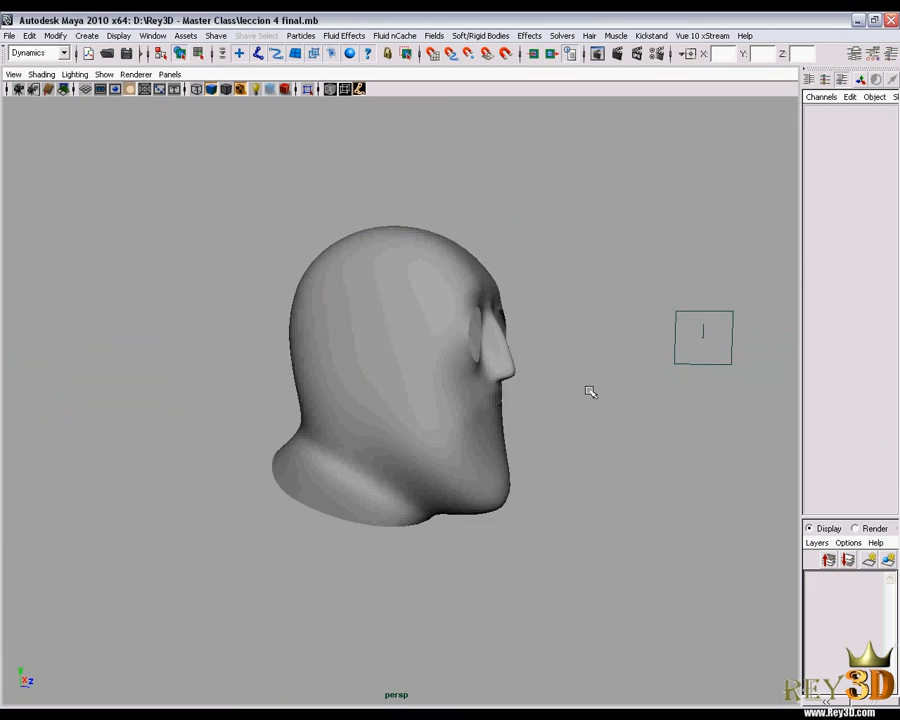 Autodesk Maya 2010 x64: D:\Rey3D - Master Class\leccion 4 final.mb
File Edit Modify Create Display Window Assets Share Share Select Particles Fluid Effects Fluid nCache Fields Soft/Rigid Bodies Effects Solvers Hair Muscle Kickstand Vue 10 xStream Help
Dynamics X: Y: Z:
View Shading Lighting Show Renderer Panels
Channels Edit Object
Display Render
Layers Options Help
persp
REY3D
www.Rey3D.com